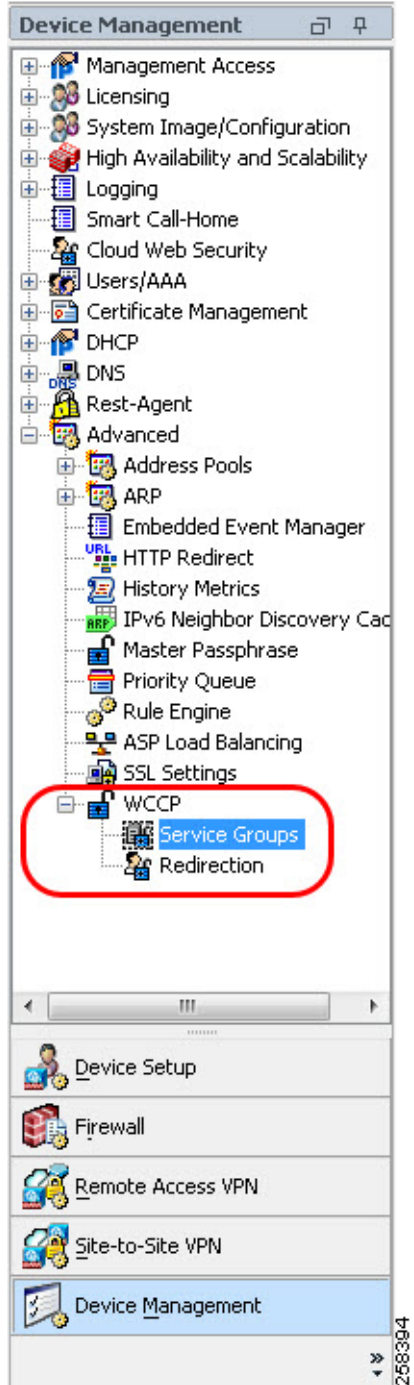 Device Management
Management Access
Licensing
System Image/Configuration
High Availability and Scalability
Logging
Smart Call-Home
Cloud Web Security
Users/AAA
Certificate Management
DHCP
DNS
DNS
Rest-Agent
Advanced
Address Pools
ARP
Embedded Event Manager
URL
HTTP Redirect
History Metrics
ARP
IPv6 Neighbor Discovery Cac
Master Passphrase
Priority Queue
Rule Engine
ASP Load Balancing
SSL Settings
WCCP
Service Groups
Redirection
Device Setup
Firewall
Remote Access VPN
Site-to-Site VPN
Device Management
258394